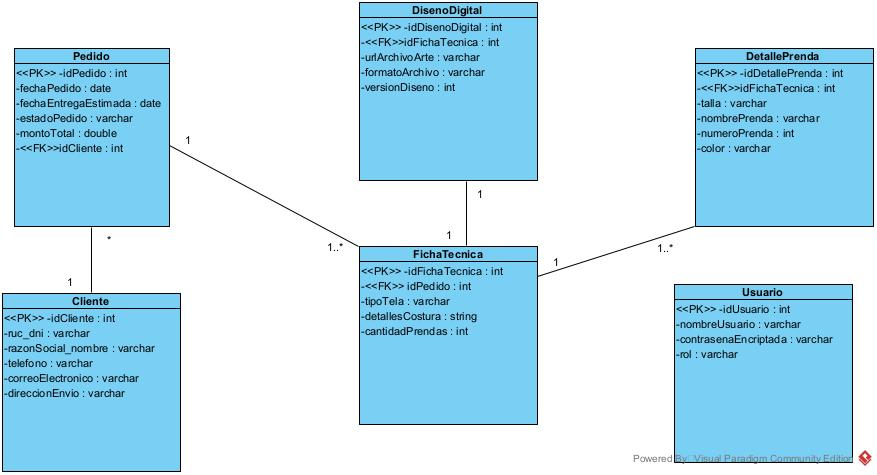 DisenoDigital
<<PK>> -idDisenoDigital : int
-<<FK>>idFichaTecnica : int
-urlArchivoArte : varchar
-formatoArchivo : varchar
-versionDiseno : int
Pedido
<<PK>> -idPedido : int
-fechaPedido : date
-fechaEntregaEstimada : date
-estadoPedido : varchar
-montoTotal : double
-<<FK>>idCliente : int
DetallePrenda
<<PK>> -idDetallePrenda : int
-<<FK>>idFichaTecnica : int
-talla : varchar
-nombrePrenda : varchar
-numeroPrenda : int
-color : varchar
1
1
1
1..*
1..*
1
*
1
FichaTecnica
<<PK>> -idFichaTecnica : int
-<<FK>> idPedido : int
-tipoTela : varchar
-detallesCostura : string
-cantidadPrendas : int
Cliente
<<PK>> -idCliente : int
-ruc_dni : varchar
-razonSocial_nombre : varchar
-telefono : varchar
-correoElectronico : varchar
-direccionEnvio : varchar
Usuario
<<PK>> -idUsuario : int
-nombreUsuario : varchar
-contrasenaEncriptada : varchar
-rol : varchar
Powered By Visual Paradigm Community Edition